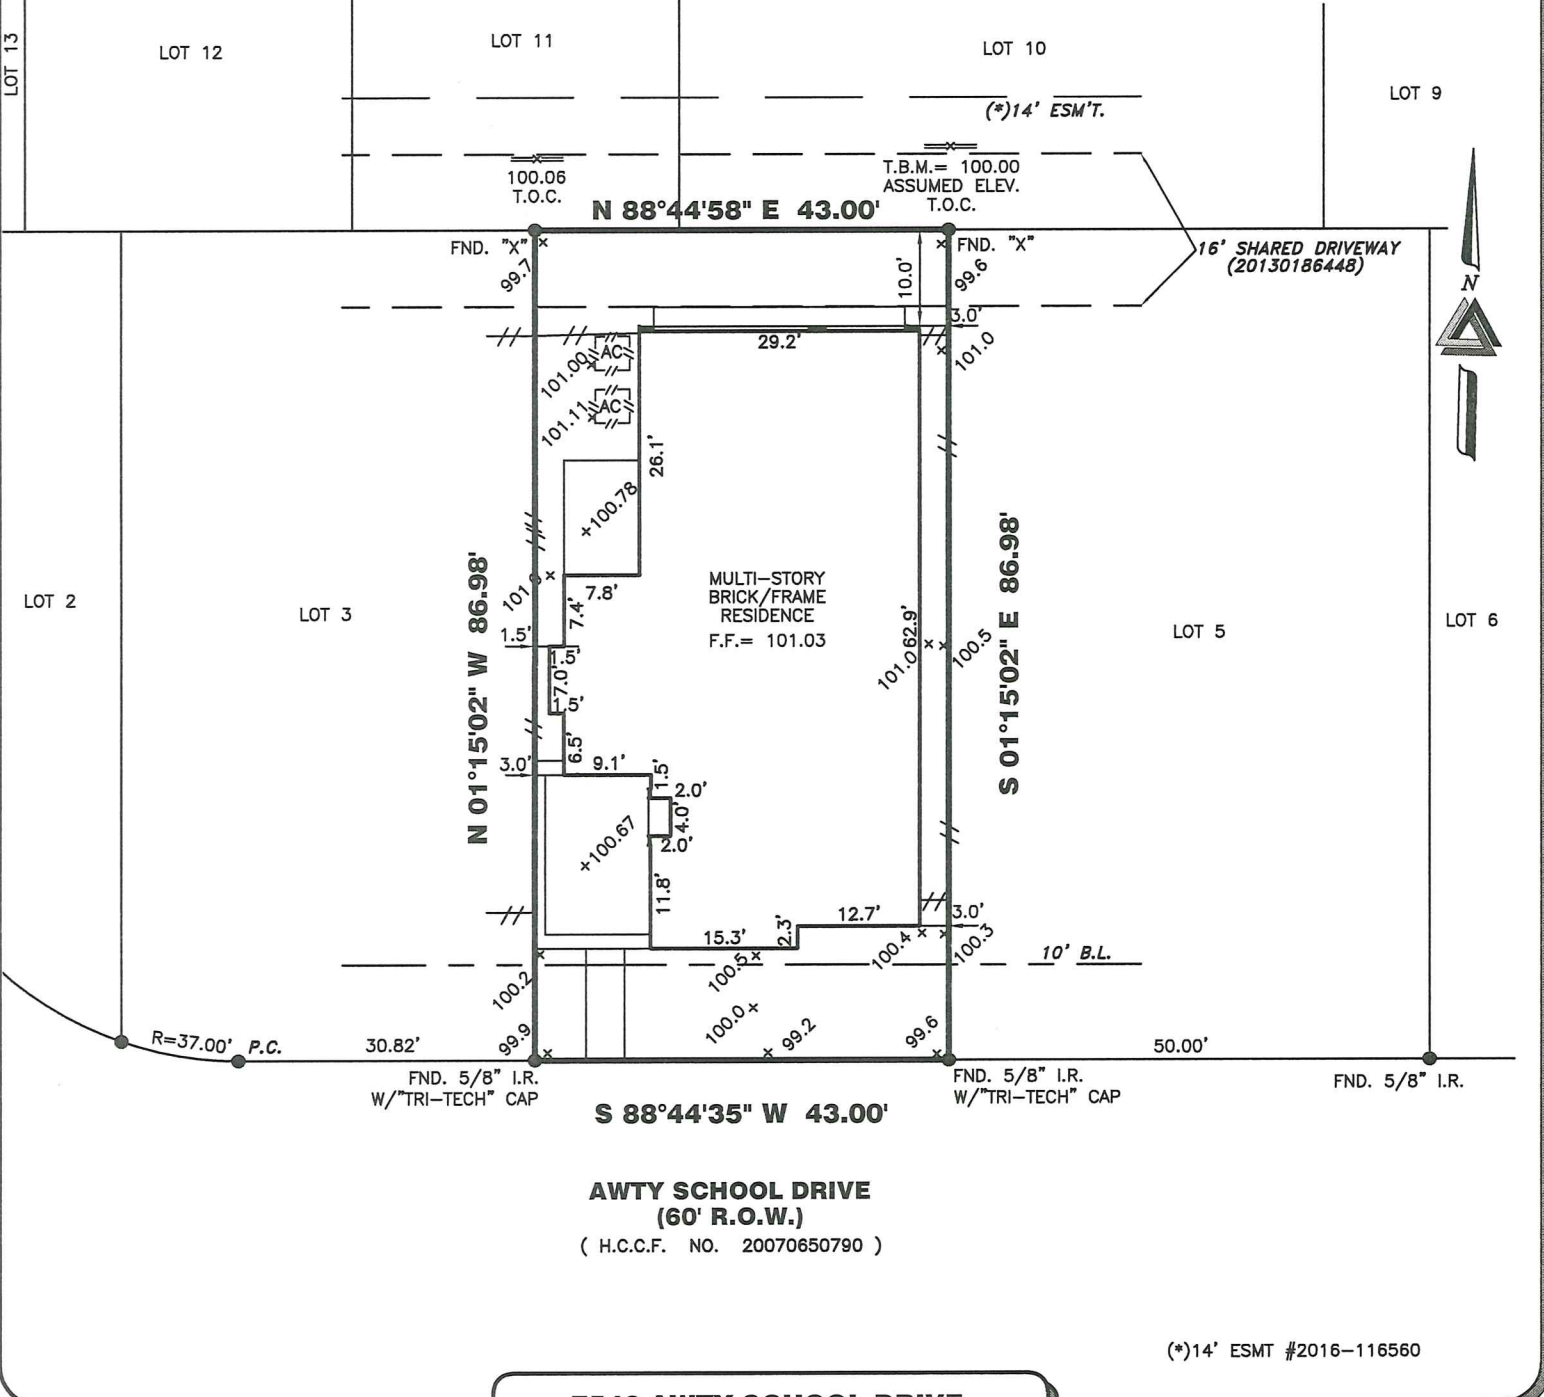 LOT 13
LOT 12
LOT 11
LOT 10
LOT 9
(*)14' ESM'T.
100.06
T.O.C.
T.B.M.= 100.00
ASSUMED ELEV.
T.O.C.
N 88°44'58" E 43.00'
FND. "X"
FND. "X"
16' SHARED DRIVEWAY
(20130186448)
N
99.7
10.0'
99.6
3.0'
101.0
29.2'
AC
101.00
AC
101.11
26.1'
+100.78
7.8'
7.4'
1.5'
1.5'
7.0'
1.5'
6.5'
3.0'
9.1'
1.5'
2.0'
4.0'
2.0'
+100.67
11.8'
MULTI-STORY
BRICK/FRAME
RESIDENCE
F.F.= 101.03
62.9'
101.0
100.5
N 01°15'02" W 86.98'
S 01°15'02" E 86.98'
LOT 2
LOT 3
LOT 5
LOT 6
15.3'
2.3'
12.7'
3.0'
100.4
100.3
100.5
10' B.L.
100.2
100.0
99.9
99.2
99.6
R=37.00' P.C.
30.82'
50.00'
FND. 5/8" I.R.
W/"TRI-TECH" CAP
FND. 5/8" I.R.
W/"TRI-TECH" CAP
FND. 5/8" I.R.
S 88°44'35" W 43.00'
AWTY SCHOOL DRIVE
(60' R.O.W.)
( H.C.C.F. NO. 20070650790 )
(*)14' ESMT #2016-116560
AWTY SCHOOL DRIVE